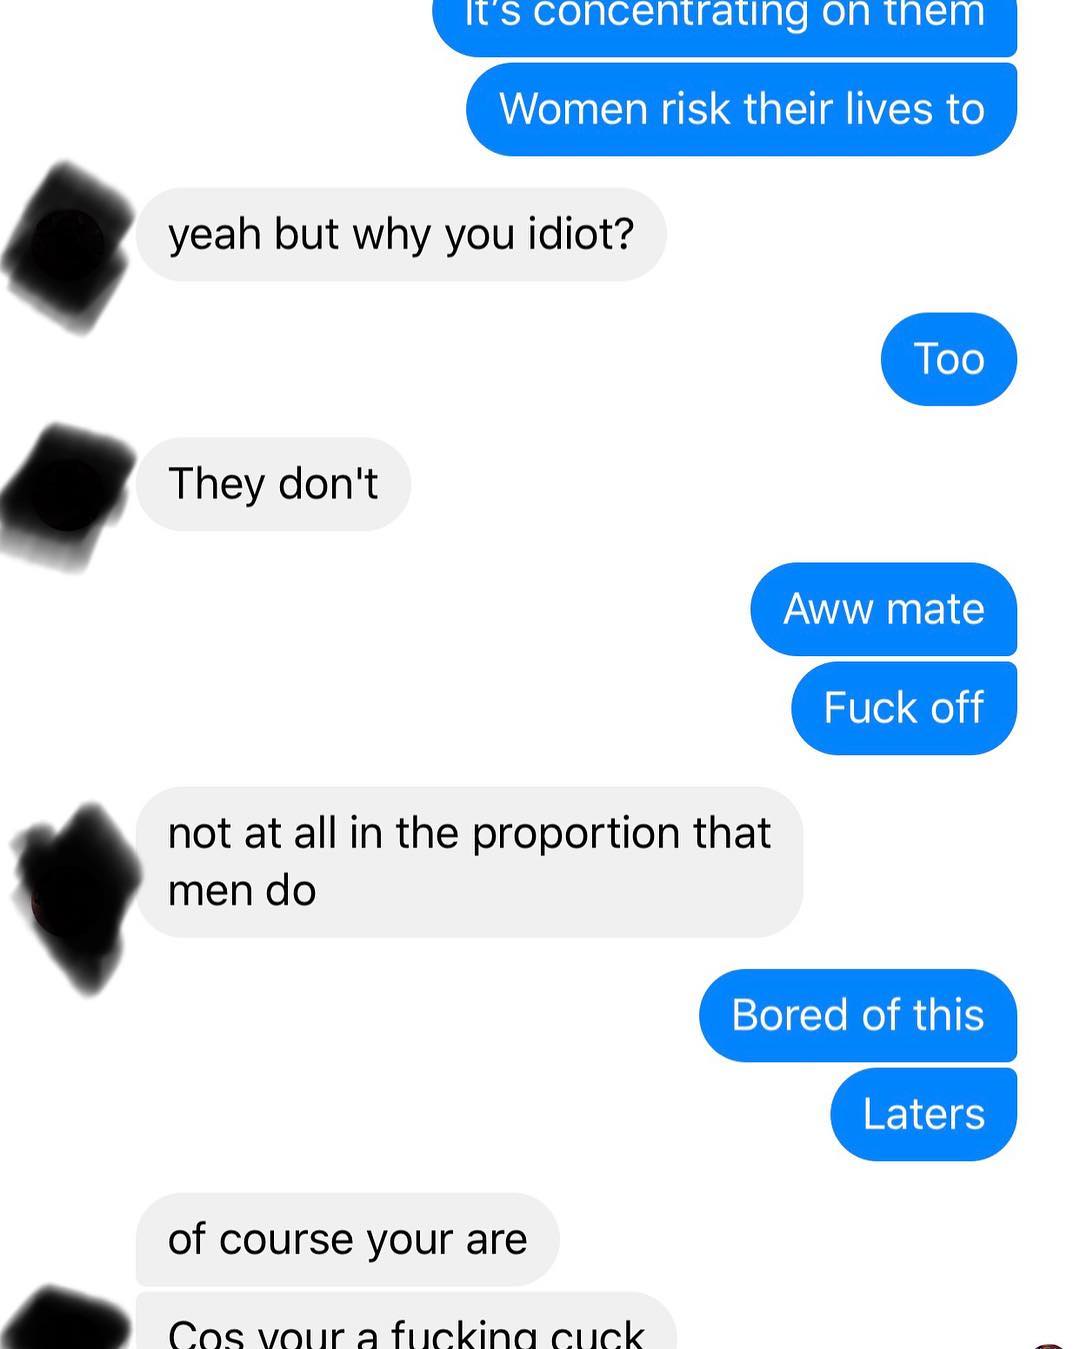 It's concentrating on them
Women risk their lives to
yeah but why you idiot?
Too
They don't
Aww mate
Fuck off
not at all in the proportion that
men do
Bored of this
Laters
of course your are
Cos your a fucking cuck